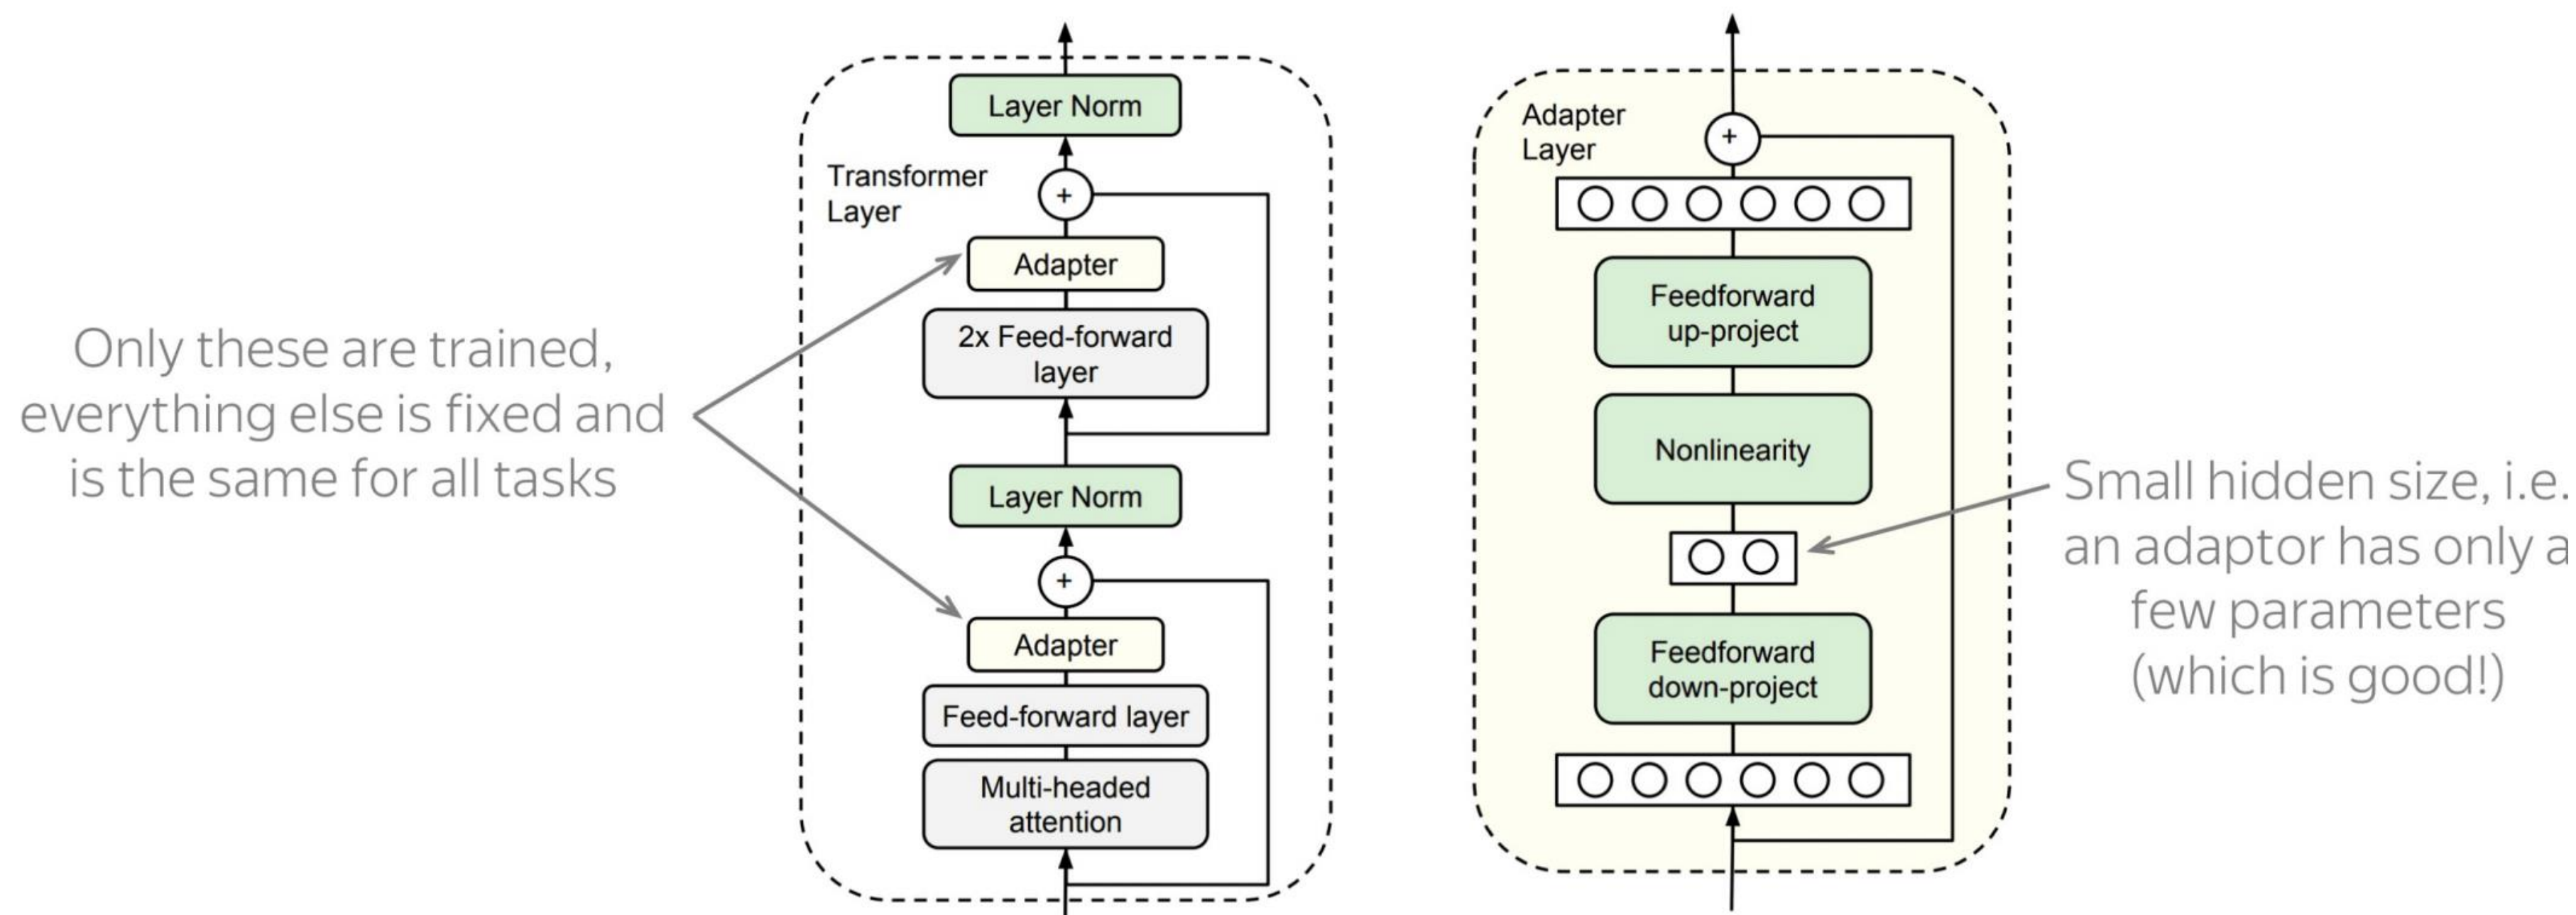 Only these are trained,
everything else is fixed and
is the same for all tasks
Layer Norm
Transformer
Layer
+
Adapter
2x Feed-forward
layer
Layer Norm
+
Adapter
Feed-forward layer
Multi-headed
attention
Adapter
Layer
+
Feedforward
up-project
Nonlinearity
Feedforward
down-project
Small hidden size, i.e.
an adaptor has only a
few parameters
(which is good!)